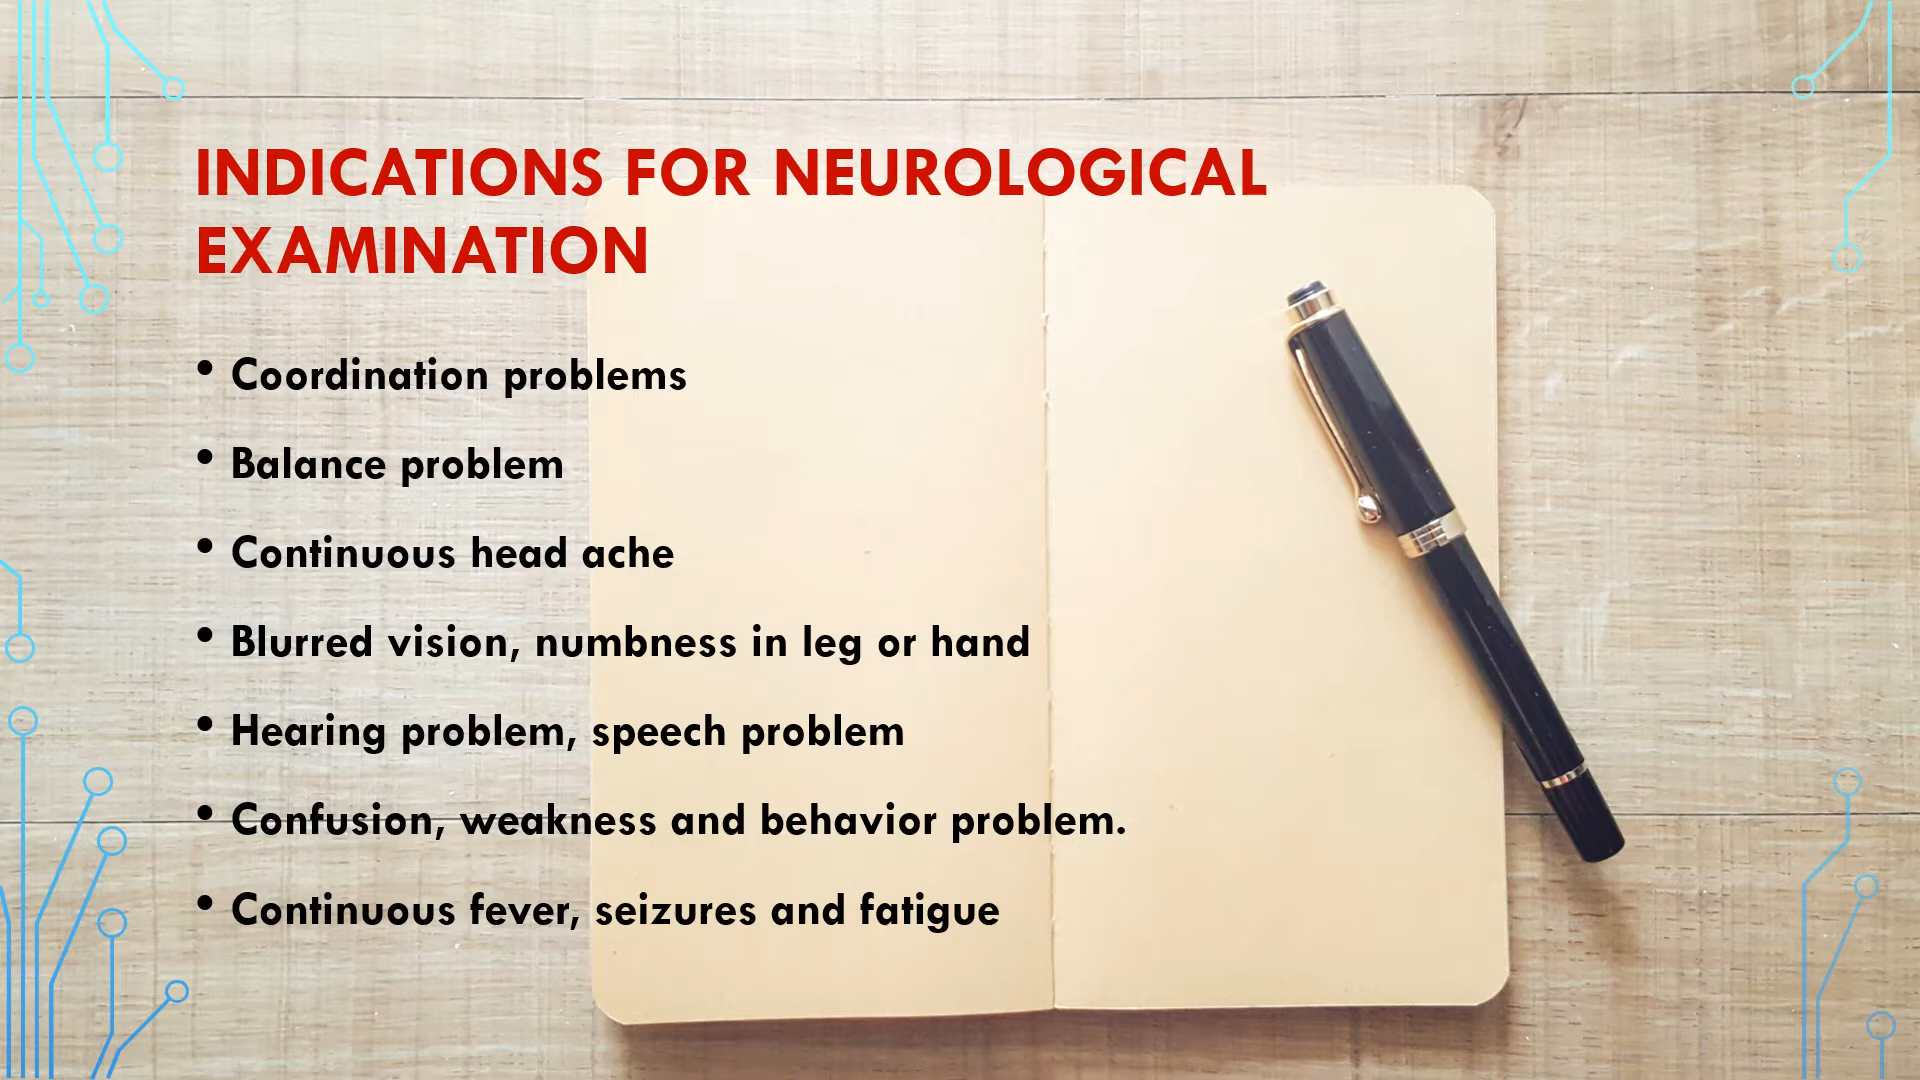 INDICATIONS FOR NEUROLOGICAL
EXAMINATION
• Coordination problems
• Balance problem
• Continuous head ache
• Blurred vision, numbness in leg or hand
• Hearing problem, speech problem
• Confusion, weakness and behavior problem.
• Continuous fever, seizures and fatigue